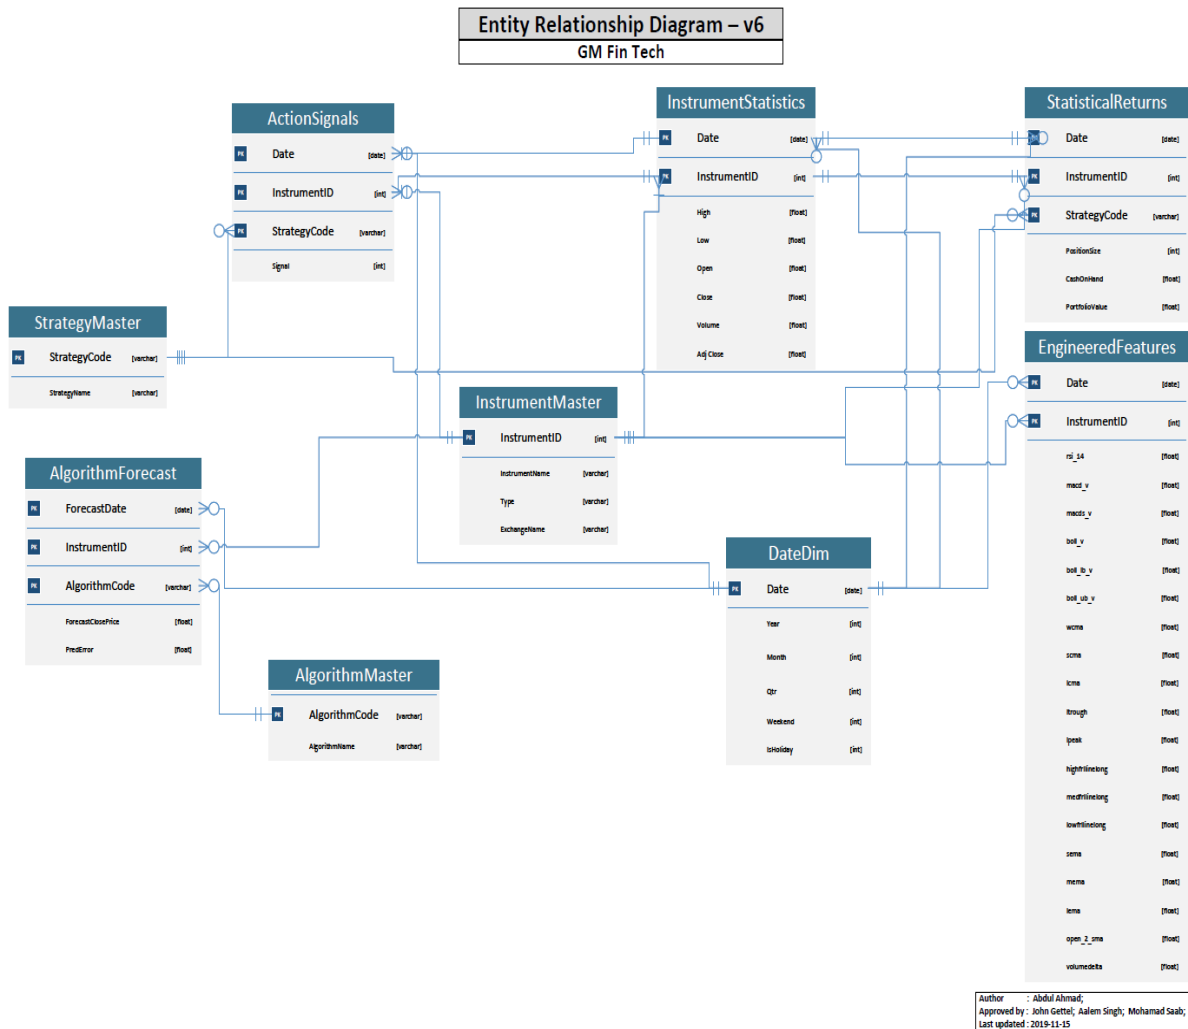 Entity Relationship Diagram – v6
GM Fin Tech
ActionSignals
PK Date [date]
PK InstrumentID [int]
PK StrategyCode [varchar]
Signal [int]
InstrumentStatistics
PK Date [date]
PK InstrumentID [int]
High [float]
Low [float]
Open [float]
Close [float]
Volume [float]
Adj Close [float]
StatisticalReturns
PK Date [date]
PK InstrumentID [int]
PK StrategyCode [varchar]
PositionSize [int]
CashOnHand [float]
PortfolioValue [float]
StrategyMaster
PK StrategyCode [varchar]
StrategyName [varchar]
InstrumentMaster
PK InstrumentID [int]
InstrumentName [varchar]
Type [varchar]
ExchangeName [varchar]
EngineeredFeatures
PK Date [date]
PK InstrumentID [int]
rsi_14 [float]
macd_v [float]
macds_v [float]
boll_v [float]
boll_lb_v [float]
boll_ub_v [float]
wcma [float]
scma [float]
lcma [float]
ltrough [float]
lpeak [float]
highfrllinelong [float]
medfrllinelong [float]
lowfrllinelong [float]
sema [float]
mema [float]
lema [float]
open_2_sma [float]
volumedelta [float]
AlgorithmForecast
PK ForecastDate [date]
PK InstrumentID [int]
PK AlgorithmCode [varchar]
ForecastClosePrice [float]
PredError [float]
DateDim
PK Date [date]
Year [int]
Month [int]
Qtr [int]
Weekend [int]
IsHoliday [int]
AlgorithmMaster
PK AlgorithmCode [varchar]
AlgorithmName [varchar]
Author : Abdul Ahmad;
Approved by : John Gettel; Aalem Singh; Mohamad Saab;
Last updated : 2019-11-15